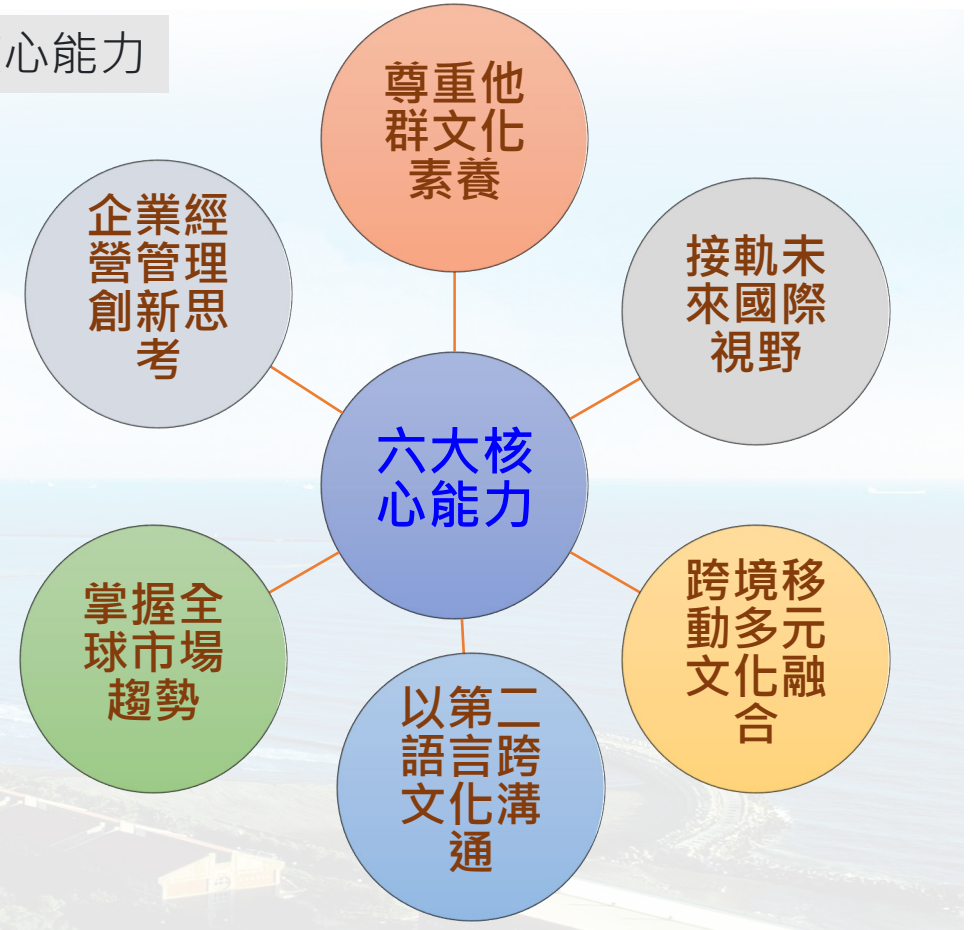 心能力
尊重他
群文化
素養
企業經
營管理
創新思
考
接軌未
來國際
視野
六大核
心能力
掌握全
球市場
趨勢
跨境移
動多元
文化融
合
以第二
語言跨
文化溝
通